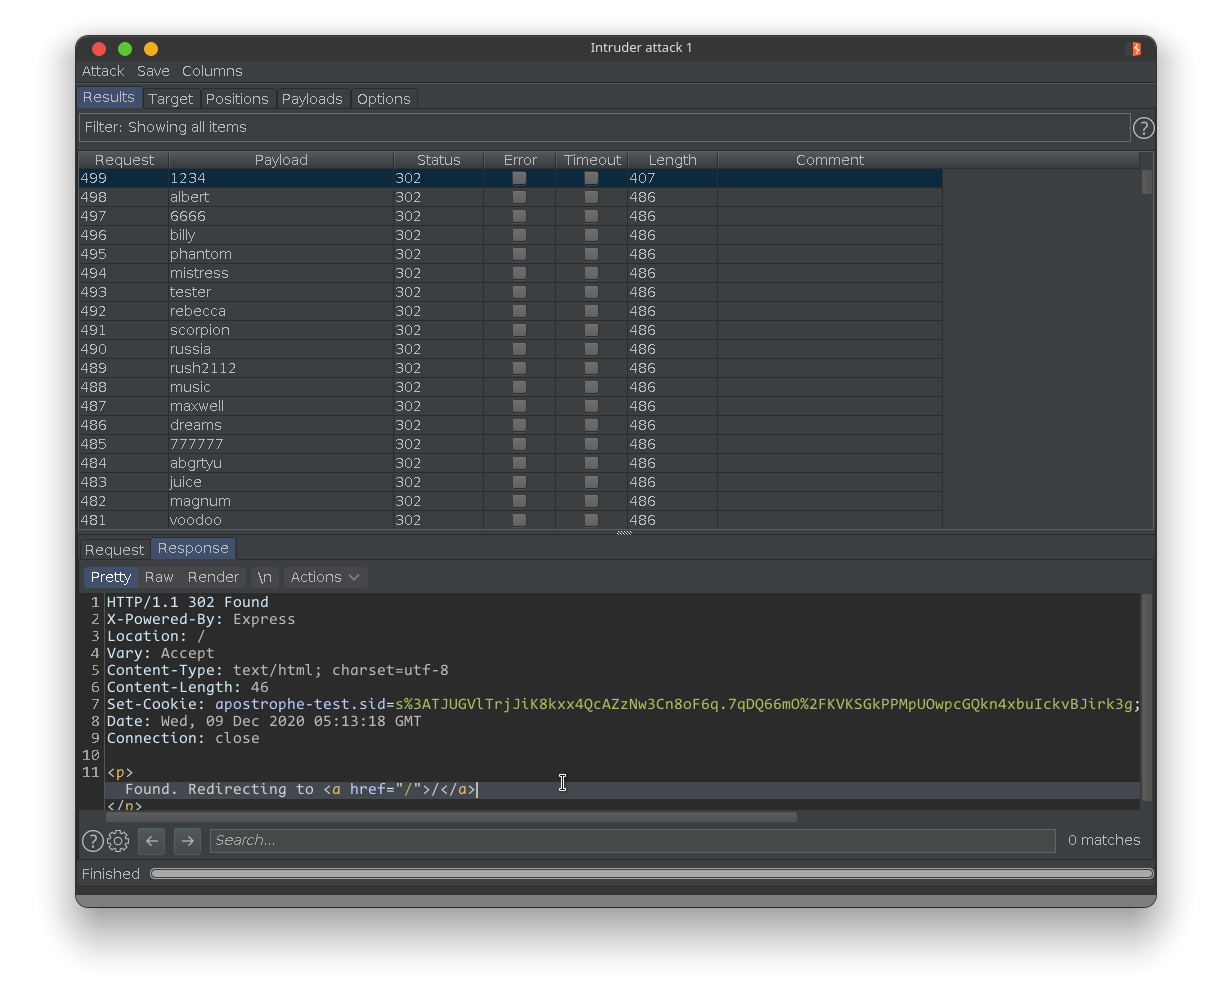 Intruder attack 1
Attack Save Columns
Results Target Positions Payloads Options
Filter: Showing all items ?
Request Payload Status Error Timeout Length Comment
499 1234 302 407
498 albert 302 486
497 6666 302 486
496 billy 302 486
495 phantom 302 486
494 mistress 302 486
493 tester 302 486
492 rebecca 302 486
491 scorpion 302 486
490 russia 302 486
489 rush2112 302 486
488 music 302 486
487 maxwell 302 486
486 dreams 302 486
485 777777 302 486
484 abgrtyu 302 486
483 juice 302 486
482 magnum 302 486
481 voodoo 302 486
Request Response
Pretty Raw Render \n Actions
1 HTTP/1.1 302 Found
2 X-Powered-By: Express
3 Location: /
4 Vary: Accept
5 Content-Type: text/html; charset=utf-8
6 Content-Length: 46
7 Set-Cookie: apostrophe-test.sid=s%3ATJUGVlTrjJiK8kxx4QcAZzNw3Cn8oF6q.7qDQ66mO%2FKVKSGkPPMpUOwpcGQkn4xbuIckvBJirk3g;
8 Date: Wed, 09 Dec 2020 05:13:18 GMT
9 Connection: close
10
11 <p>
Found. Redirecting to <a href="/">/</a>
</p>
? Search... 0 matches
Finished